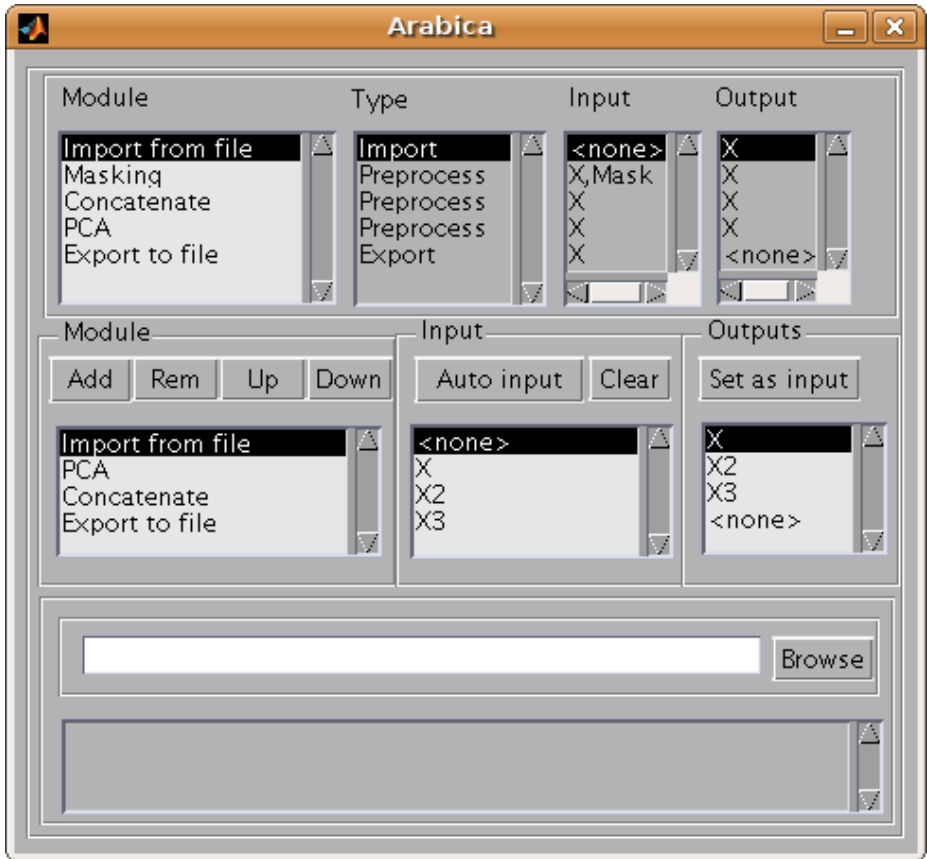 Arabica
Module Type Input Output
Import from file Import <none> X
Masking Preprocess X,Mask X
Concatenate Preprocess X X
PCA Preprocess X X
Export to file Export X <none>
Module Input Outputs
Add Rem Up Down Auto input Clear Set as input
Import from file <none> X
PCA X X2
Concatenate X2 X3
Export to file X3 <none>
Browse